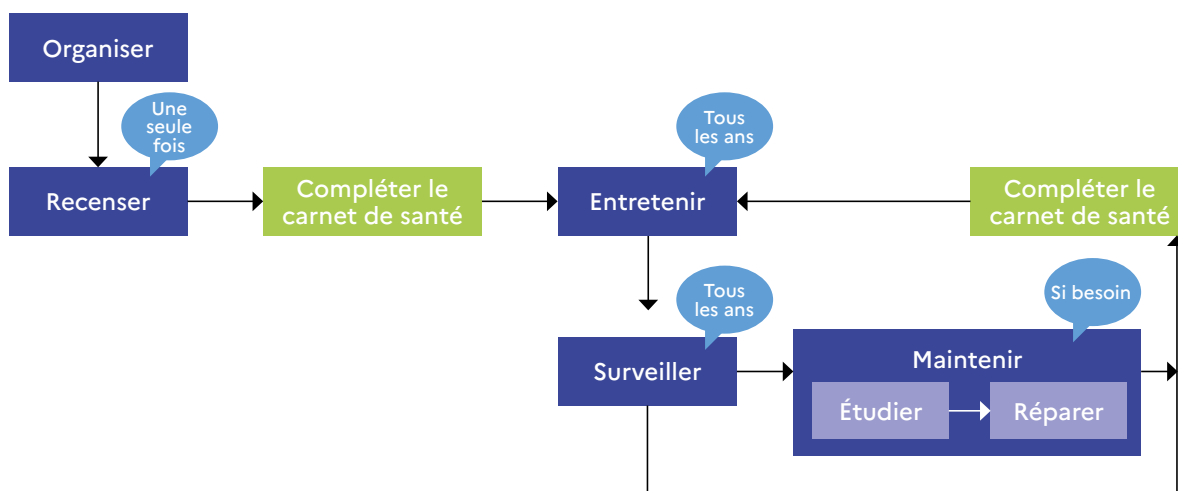 Organiser
Une
seule
fois
Recenser
Compléter le
carnet de santé
Tous
les ans
Entretenir
Compléter le
carnet de santé
Tous
les ans
Surveiller
Si besoin
Maintenir
Étudier
Réparer